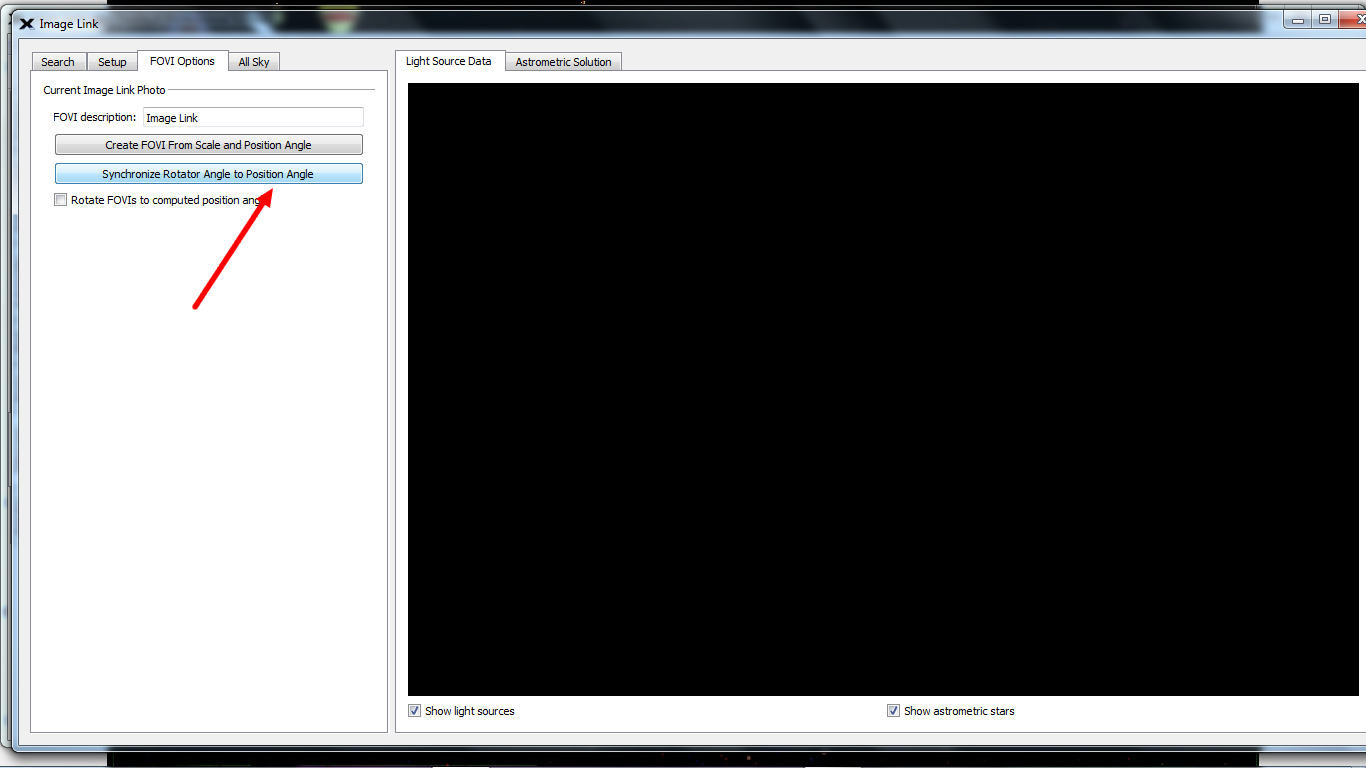 Image Link
Search Setup FOVI Options All Sky
Light Source Data Astrometric Solution
Current Image Link Photo
FOVI description: Image Link
Create FOVI From Scale and Position Angle
Synchronize Rotator Angle to Position Angle
Rotate FOVIs to computed position
Show light sources Show astrometric stars